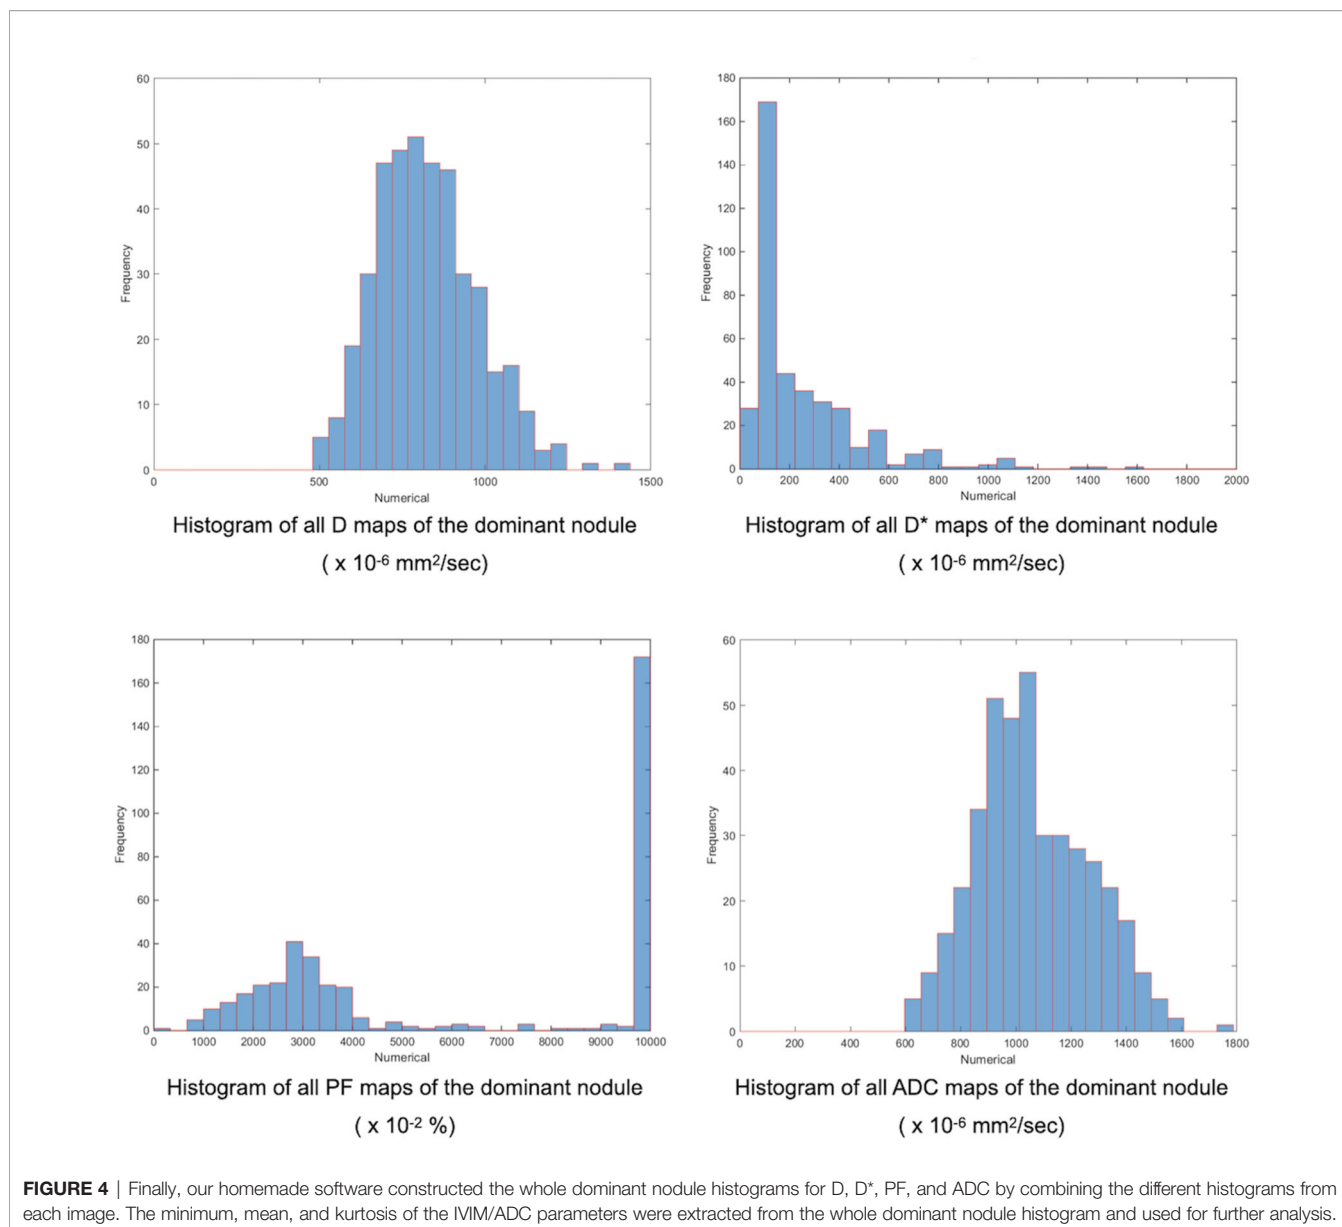 60
50
40
30
20
10
0
Frequency
0 500 1000 1500
Numerical
Histogram of all D maps of the dominant nodule
( x 10-6 mm2/sec)
180
160
140
120
100
80
60
40
20
0
Frequency
0 200 400 600 800 1000 1200 1400 1600 1800 2000
Numerical
Histogram of all D* maps of the dominant nodule
( x 10-6 mm2/sec)
180
160
140
120
100
80
60
40
20
0
Frequency
0 1000 2000 3000 4000 5000 6000 7000 8000 9000 10000
Numerical
Histogram of all PF maps of the dominant nodule
( x 10-2 %)
60
50
40
30
20
10
0
Frequency
0 200 400 600 800 1000 1200 1400 1600 1800
Numerical
Histogram of all ADC maps of the dominant nodule
( x 10-6 mm2/sec)
FIGURE 4 | Finally, our homemade software constructed the whole dominant nodule histograms for D, D*, PF, and ADC by combining the different histograms from
each image. The minimum, mean, and kurtosis of the IVIM/ADC parameters were extracted from the whole dominant nodule histogram and used for further analysis.